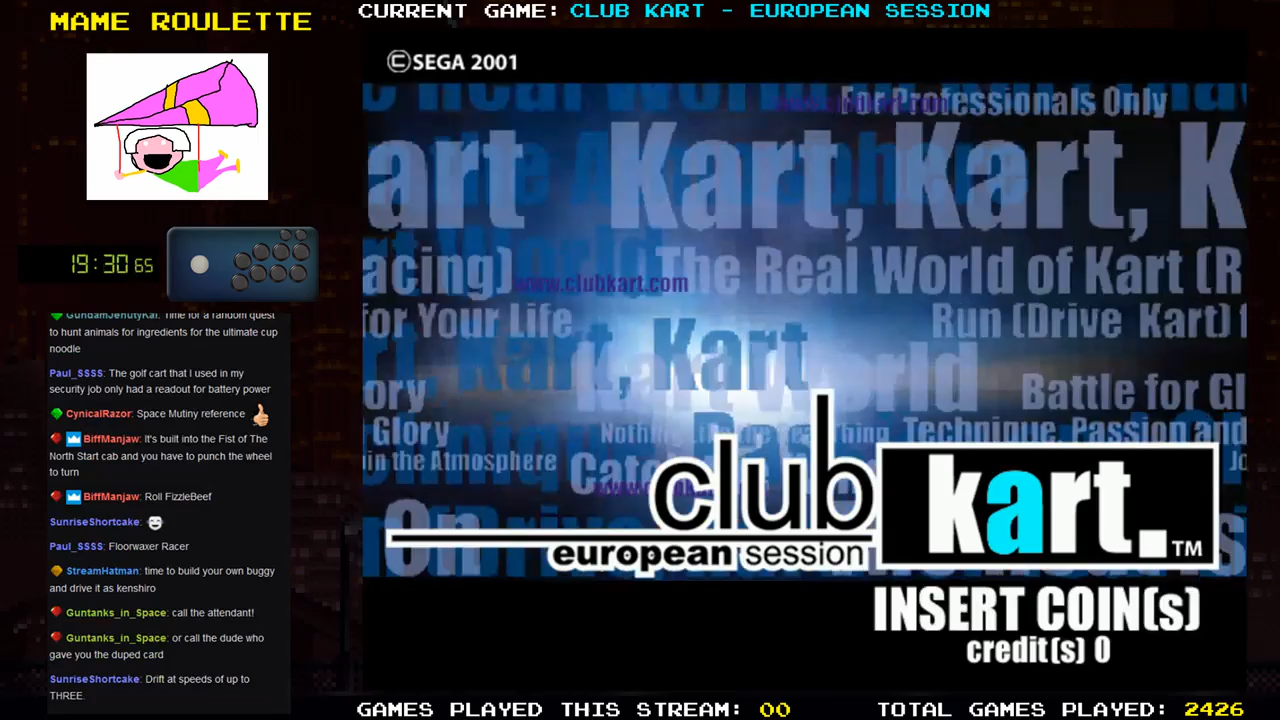 MAME ROULETTE
CURRENT GAME: CLUB KART - EUROPEAN SESSION
19:30 65
GundamJehutyKai: Time for a random quest
to hunt animals for ingredients for the ultimate cup
noodle
Paul_SSSS: The golf cart that I used in my
security job only had a readout for battery power
CynicalRazor: Space Mutiny reference
BiffManjaw: It's built into the Fist of The
North Start cab and you have to punch the wheel
to turn
BiffManjaw: Roll FizzleBeef
SunriseShortcake:
Paul_SSSS: Floorwaxer Racer
StreamHatman: time to build your own buggy
and drive it as kenshiro
Guntanks_in_Space: call the attendant!
Guntanks_in_Space: or call the dude who
gave you the duped card
SunriseShortcake: Drift at speeds of up to
THREE.
©SEGA 2001
For Professionals Only
art Kart, Kart, K
acing) The Real World of Kart (R
www.clubkart.com
for Your Life Run (Drive Kart) f
rt, Kart
ory Battle for Gl
Glory Technique, Passion and
in the Atmosphere
On
club kart.™
european session
INSERT COIN(s)
credit(s) 0
GAMES PLAYED THIS STREAM: 00
TOTAL GAMES PLAYED: 2426